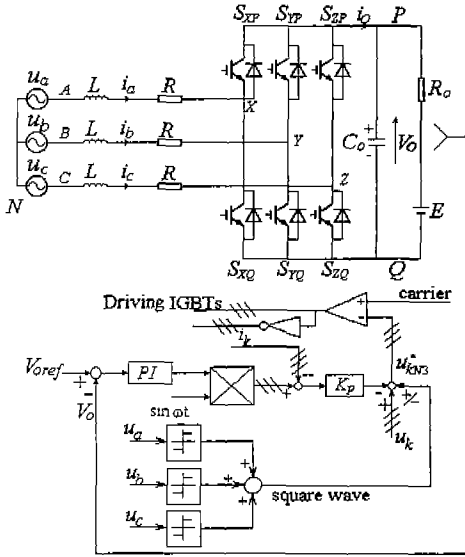 S_XP S_YP S_ZP i_O P
u_a A L i_a R X R_o
u_b B L i_b R Y C_o + - V_o E
u_c C L i_c R Z
N
S_XQ S_YQ S_ZQ Q
Driving IGBTs + - carrier
i_k
u*_kN3
V_oref PI + - K_p - + +/-
- V_o
sin ωt
u_k
u_a +
u_b + square wave
u_c +